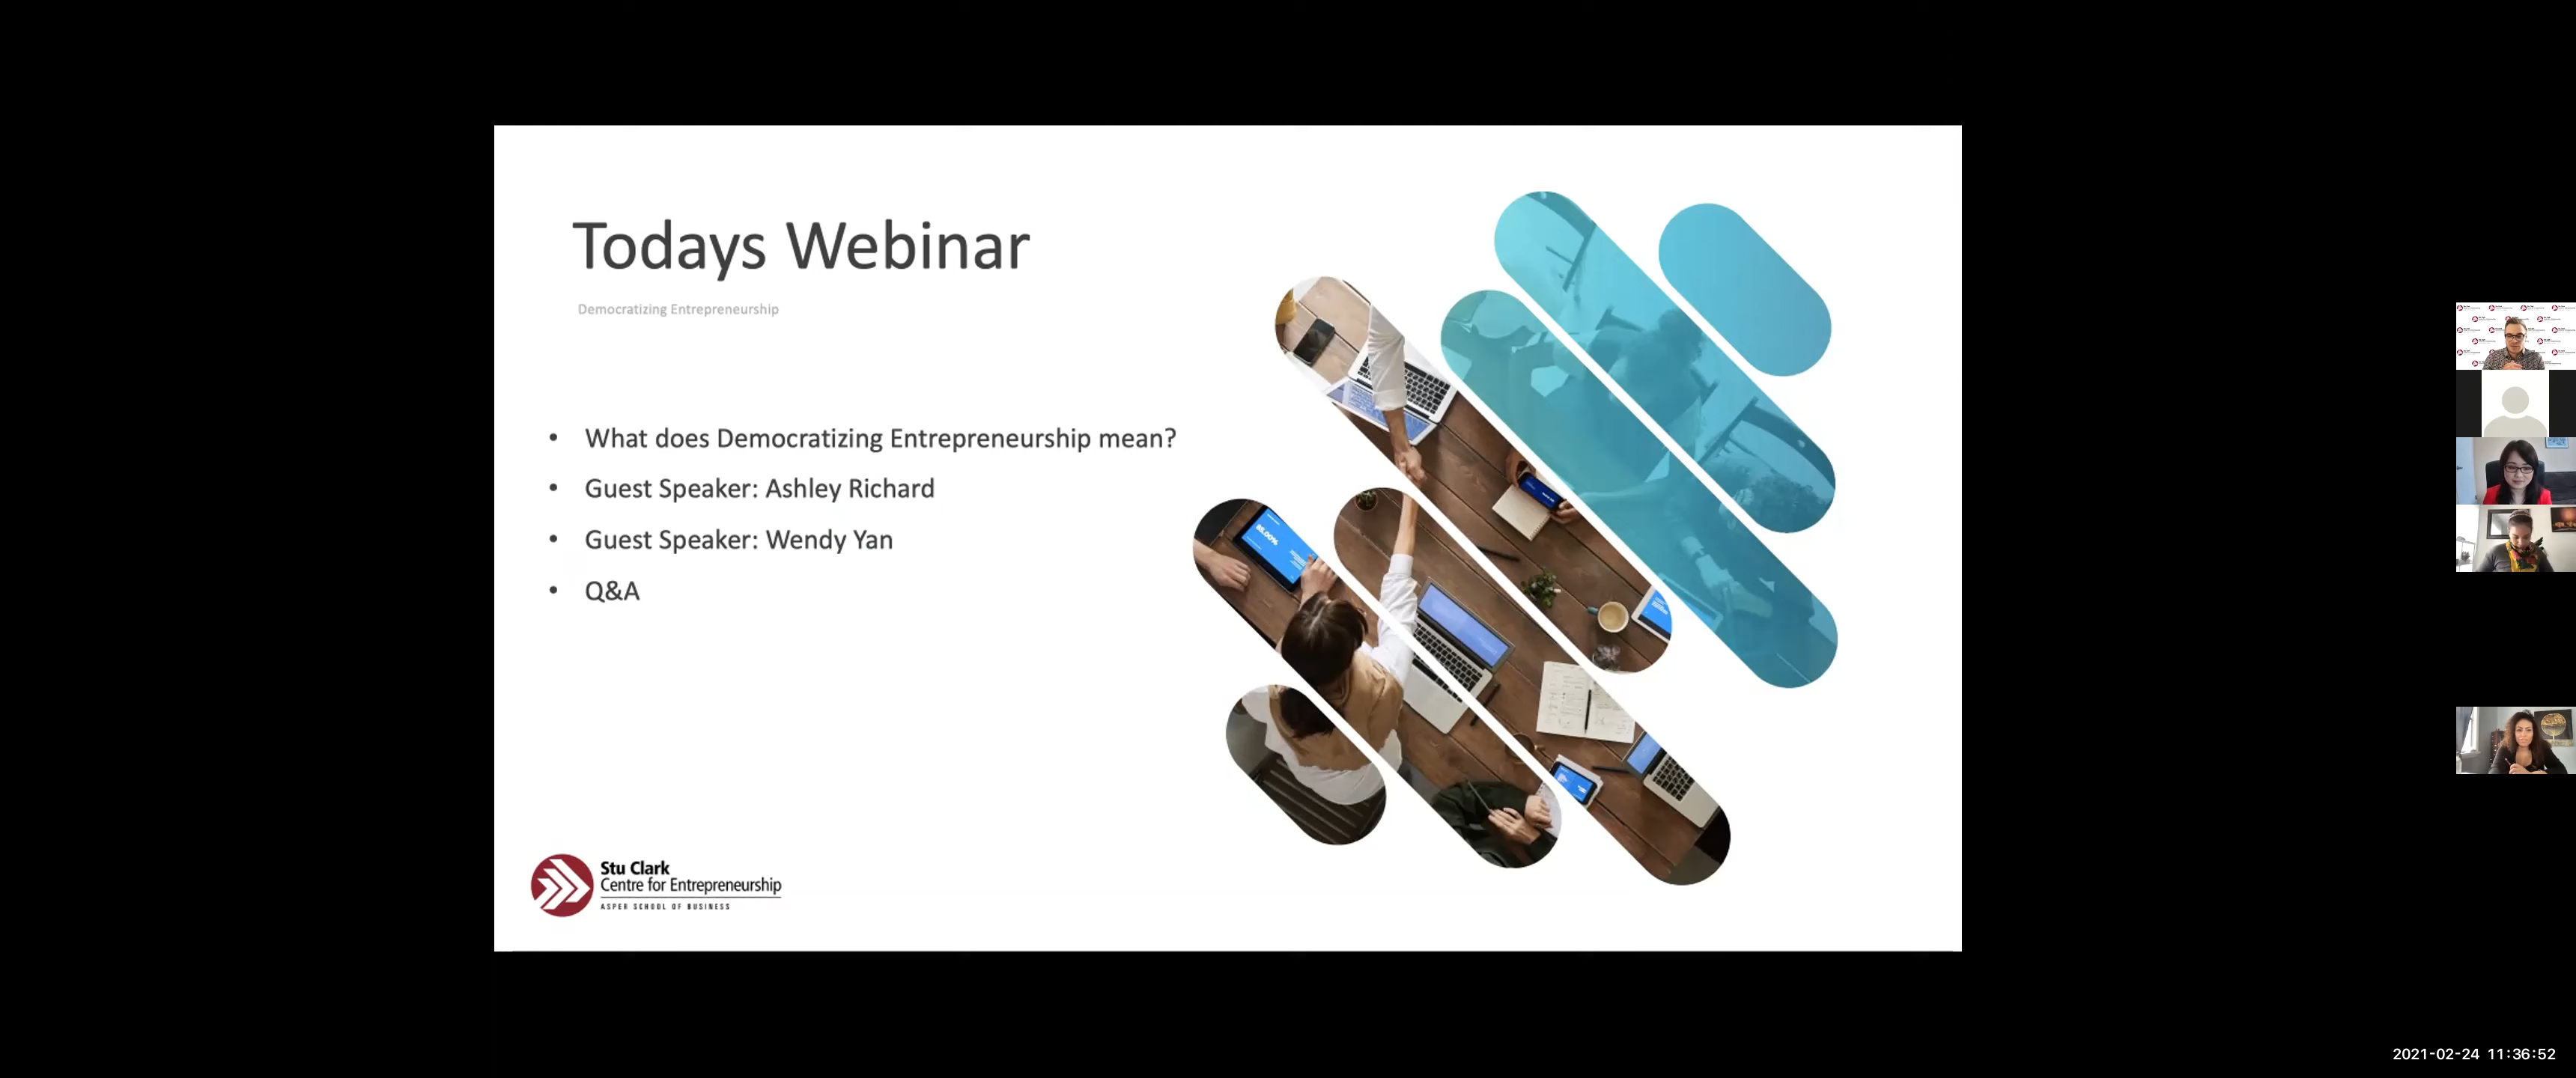 Todays Webinar
Democratizing Entrepreneurship
• What does Democratizing Entrepreneurship mean?
• Guest Speaker: Ashley Richard
• Guest Speaker: Wendy Yan
• Q&A
Stu Clark
Centre for Entrepreneurship
ASPER SCHOOL OF BUSINESS
2021-02-24 11:36:52